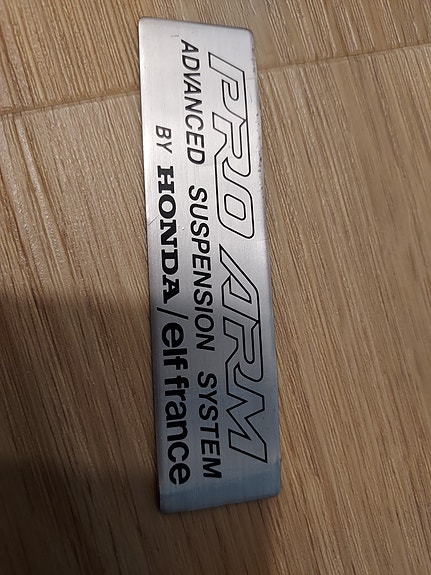 PRO ARM
ADVANCED SUSPENSION SYSTEM
BY HONDA/elf france